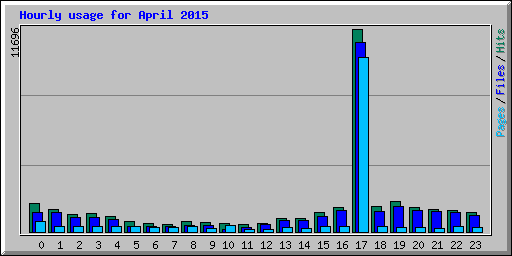 Hourly usage for April 2015
11696
Pages / Files / Hits
0 1 2 3 4 5 6 7 8 9 10 11 12 13 14 15 16 17 18 19 20 21 22 23